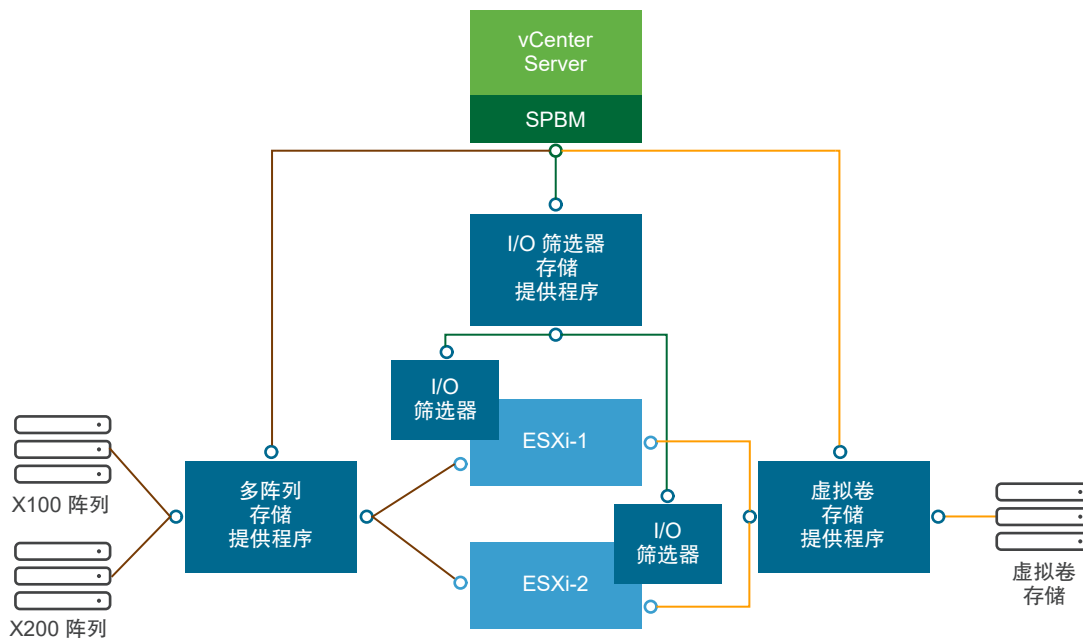 vCenter
Server
SPBM
I/O 筛选器
存储
提供程序
I/O
筛选器
ESXi-1
多阵列
存储
提供程序
X100 阵列
X200 阵列
I/O
筛选器
ESXi-2
虚拟卷
存储
提供程序
虚拟卷
存储